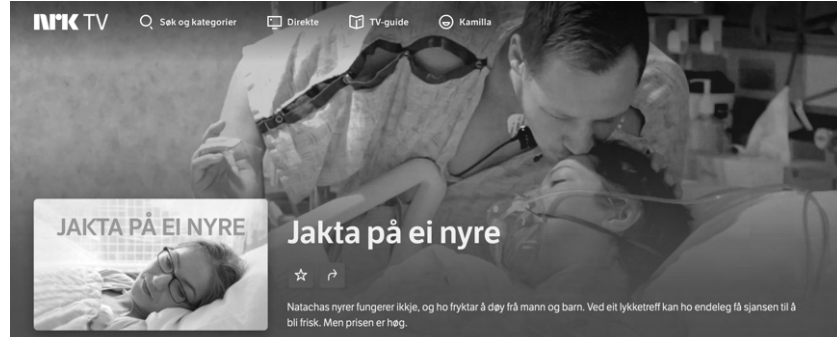 NRK TV
Søk og kategorier
Direkte
TV-guide
Kamilla
JAKTA PÅ EI NYRE
Jakta på ei nyre
Natachas nyrer fungerer ikkje, og ho fryktar å døy frå mann og barn. Ved eit lykketreff kan ho endeleg få sjansen til å
bli frisk. Men prisen er høg.